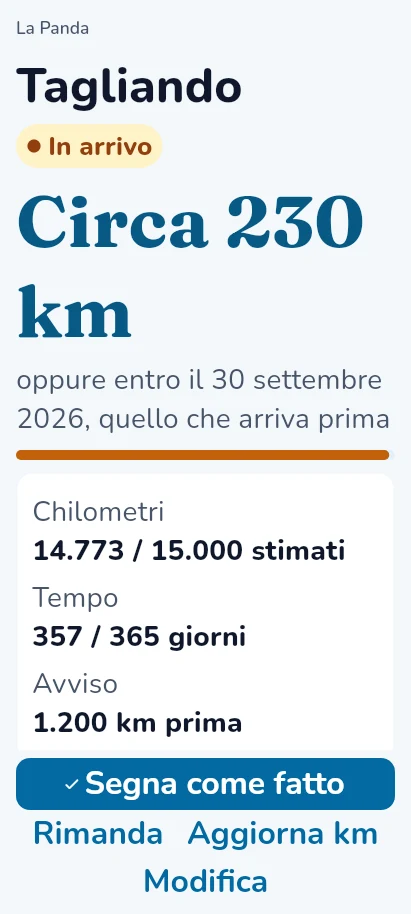 La Panda
Tagliando
In arrivo
Circa 230
km
oppure entro il 30 settembre
2026, quello che arriva prima
Chilometri
14.773 / 15.000 stimati
Tempo
357 / 365 giorni
Avviso
1.200 km prima
Segna come fatto
Rimanda Aggiorna km
Modifica